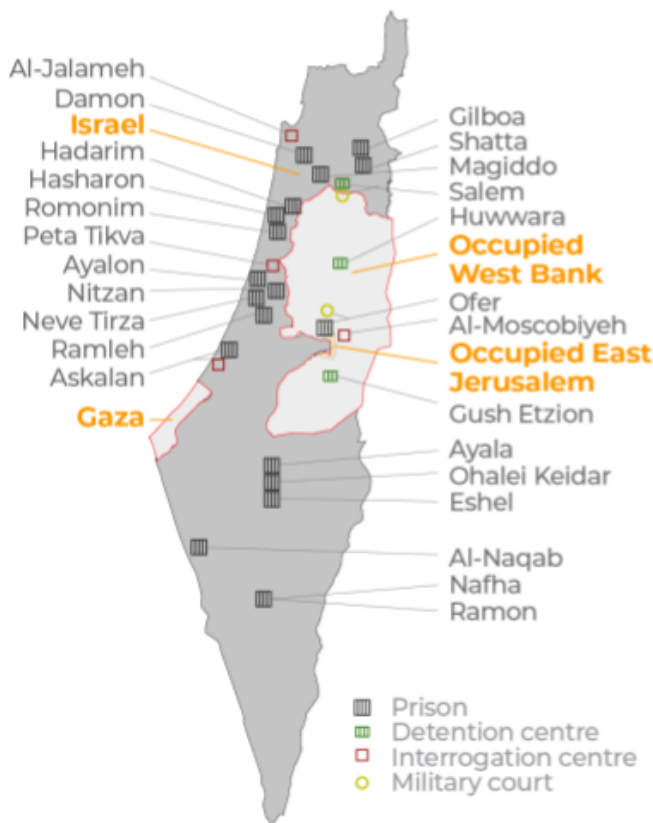 Al-Jalameh
Damon
Israel
Hadarim
Hasharon
Romonim
Peta Tikva
Ayalon
Nitzan
Neve Tirza
Ramleh
Askalan
Gaza
Gilboa
Shatta
Magiddo
Salem
Huwwara
Occupied
West Bank
Ofer
Al-Moscobiyeh
Occupied East
Jerusalem
Gush Etzion
Ayala
Ohalei Keidar
Eshel
Al-Naqab
Nafha
Ramon
Prison
Detention centre
Interrogation centre
Military court